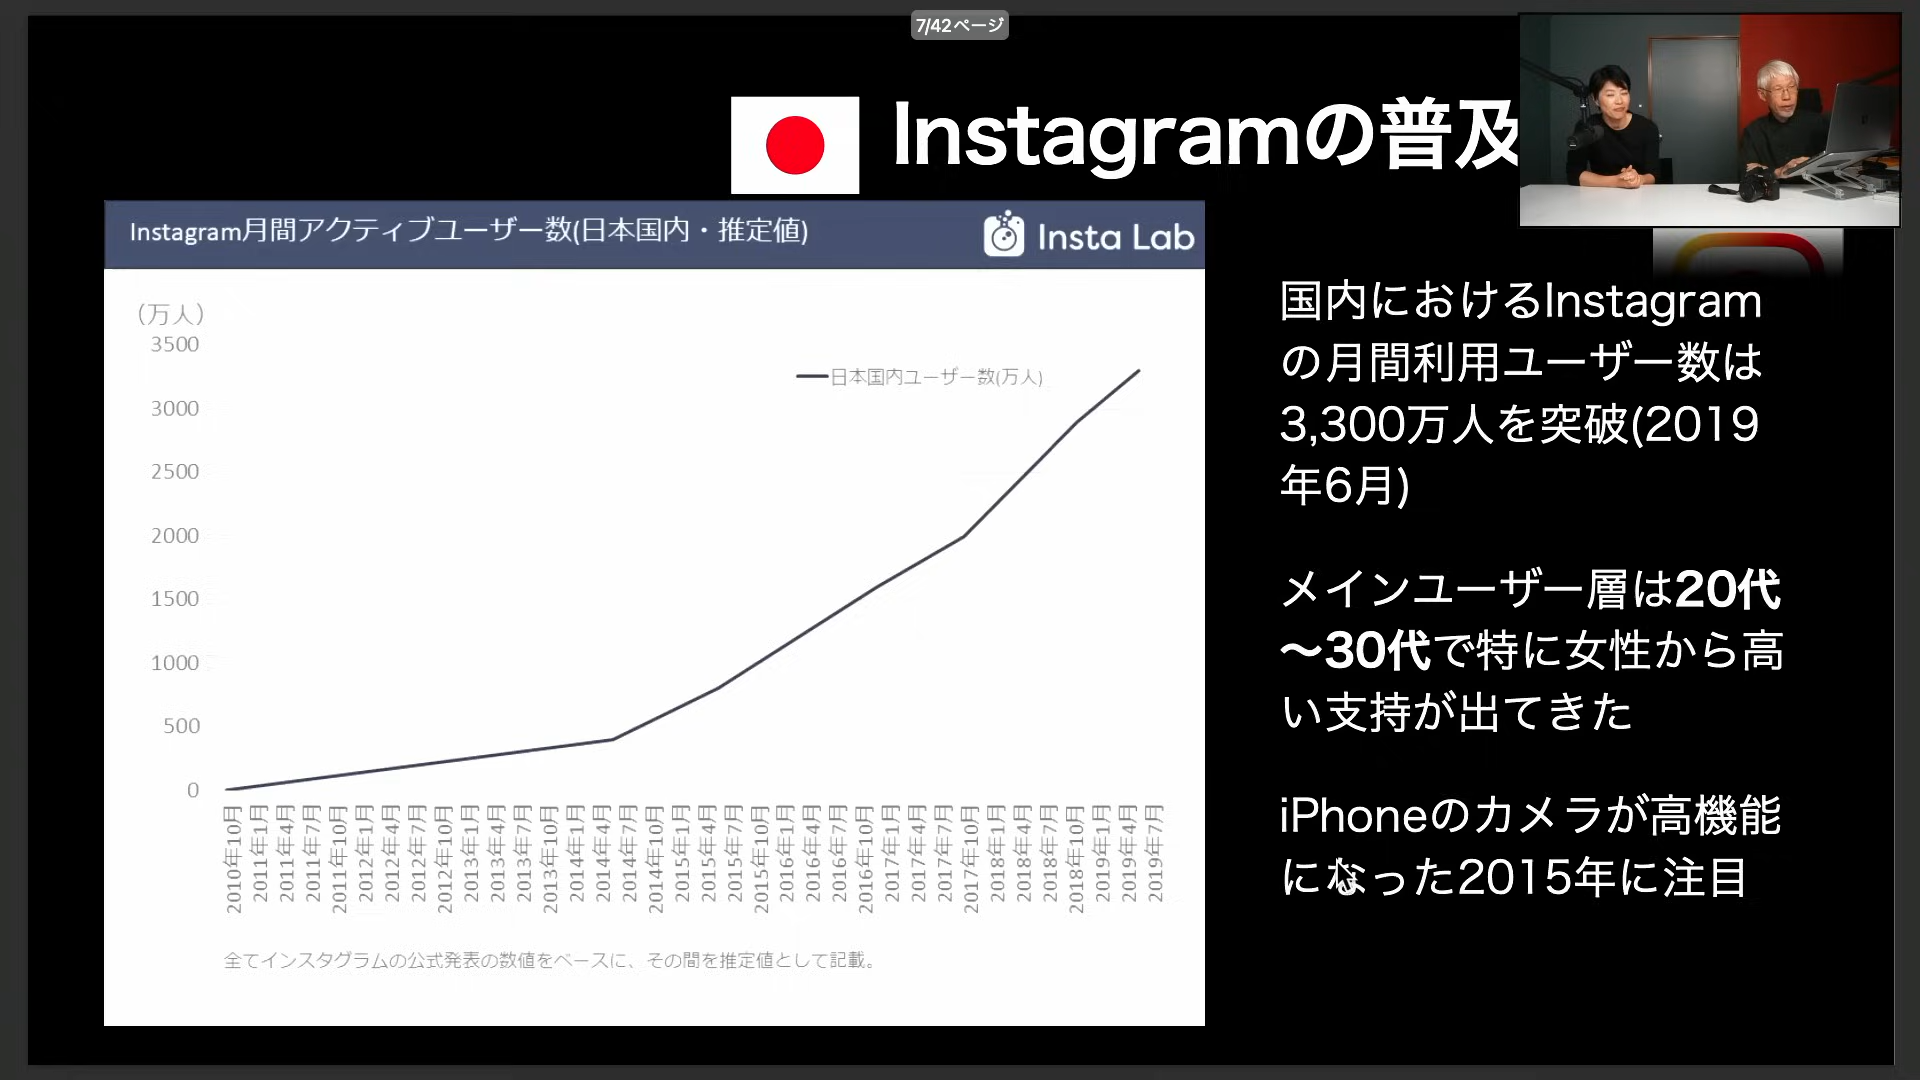 7/42ページ
Instagramの普及
Instagram月間アクティブユーザー数(日本国内・推定値)
Insta Lab
(万人)
3500
3000
2500
2000
1500
1000
500
0
日本国内ユーザー数(万人)
2010年10月
2011年1月
2011年4月
2011年7月
2011年10月
2012年1月
2012年4月
2012年7月
2012年10月
2013年1月
2013年4月
2013年7月
2013年10月
2014年1月
2014年4月
2014年7月
2014年10月
2015年1月
2015年4月
2015年7月
2015年10月
2016年1月
2016年4月
2016年7月
2016年10月
2017年1月
2017年4月
2017年7月
2017年10月
2018年1月
2018年4月
2018年7月
2018年10月
2019年1月
2019年4月
2019年7月
全てインスタグラムの公式発表の数値をベースに、その間を推定値として記載。
国内におけるInstagram
の月間利用ユーザー数は
3,300万人を突破(2019
年6月)
メインユーザー層は20代
〜30代で特に女性から高
い支持が出てきた
iPhoneのカメラが高機能
になった2015年に注目